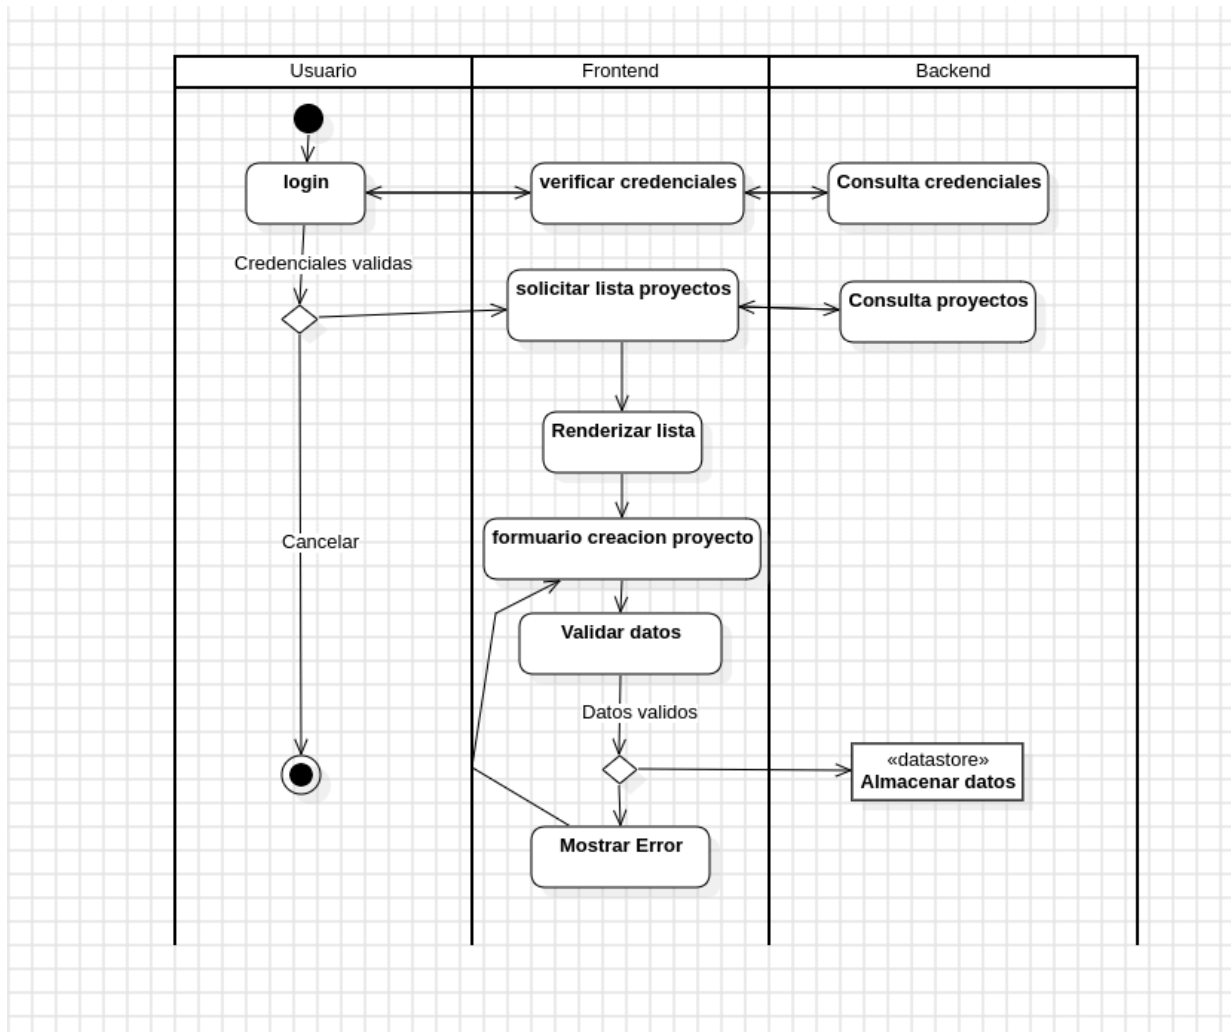 Usuario
Frontend
Backend
login
verificar credenciales
Consulta credenciales
Credenciales validas
solicitar lista proyectos
Consulta proyectos
Renderizar lista
formuario creacion proyecto
Cancelar
Validar datos
Datos validos
«datastore»
Almacenar datos
Mostrar Error